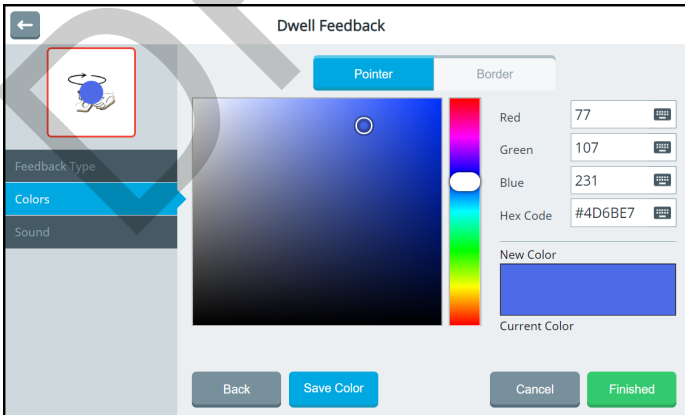 Dwell Feedback
Pointer Border
Feedback Type
Colors
Sound
Red 77
Green 107
Blue 231
Hex Code #4D6BE7
New Color
Current Color
Back Save Color Cancel Finished